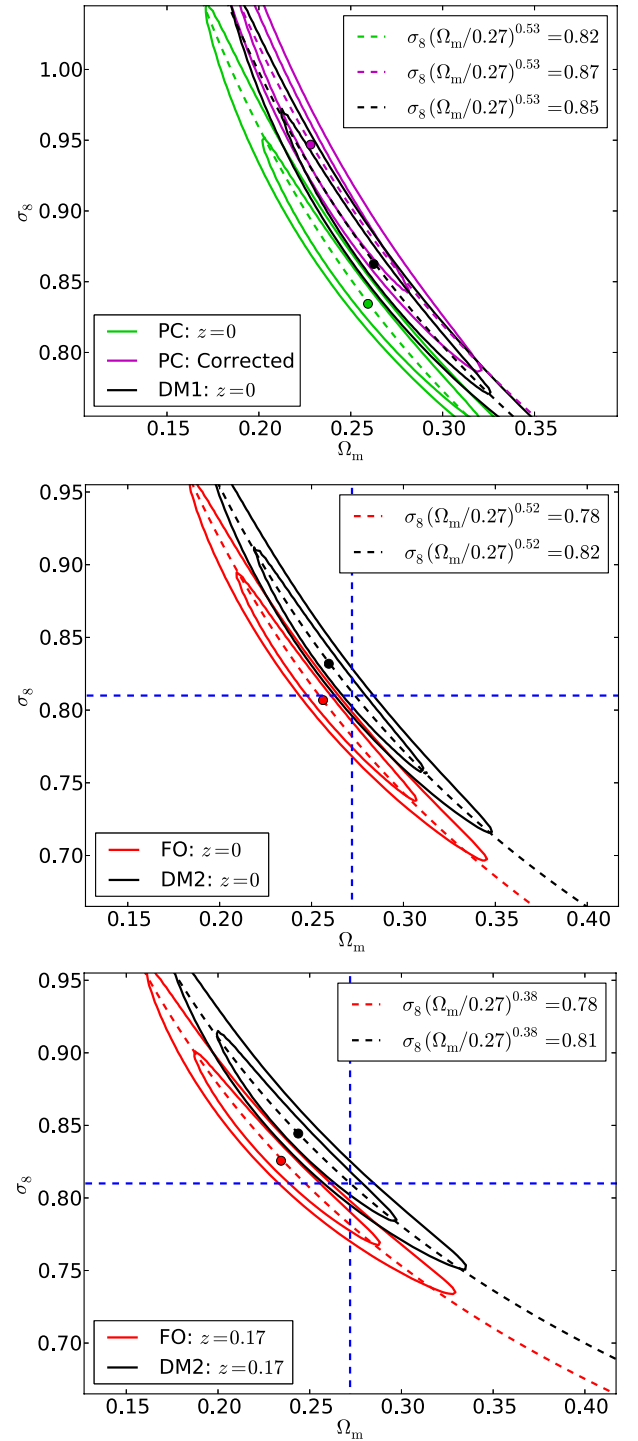 σ₈(Ωₘ/0.27)^0.53=0.82
σ₈(Ωₘ/0.27)^0.53=0.87
σ₈(Ωₘ/0.27)^0.53=0.85
1.00
0.95
0.90
0.85
0.80
σ₈
PC: z=0
PC: Corrected
DM1: z=0
0.15 0.20 0.25 0.30 0.35
Ωₘ
σ₈(Ωₘ/0.27)^0.52=0.78
σ₈(Ωₘ/0.27)^0.52=0.82
0.95
0.90
0.85
0.80
0.75
0.70
σ₈
FO: z=0
DM2: z=0
0.15 0.20 0.25 0.30 0.35 0.40
Ωₘ
σ₈(Ωₘ/0.27)^0.38=0.78
σ₈(Ωₘ/0.27)^0.38=0.81
0.95
0.90
0.85
0.80
0.75
0.70
σ₈
FO: z=0.17
DM2: z=0.17
0.15 0.20 0.25 0.30 0.35 0.40
Ωₘ